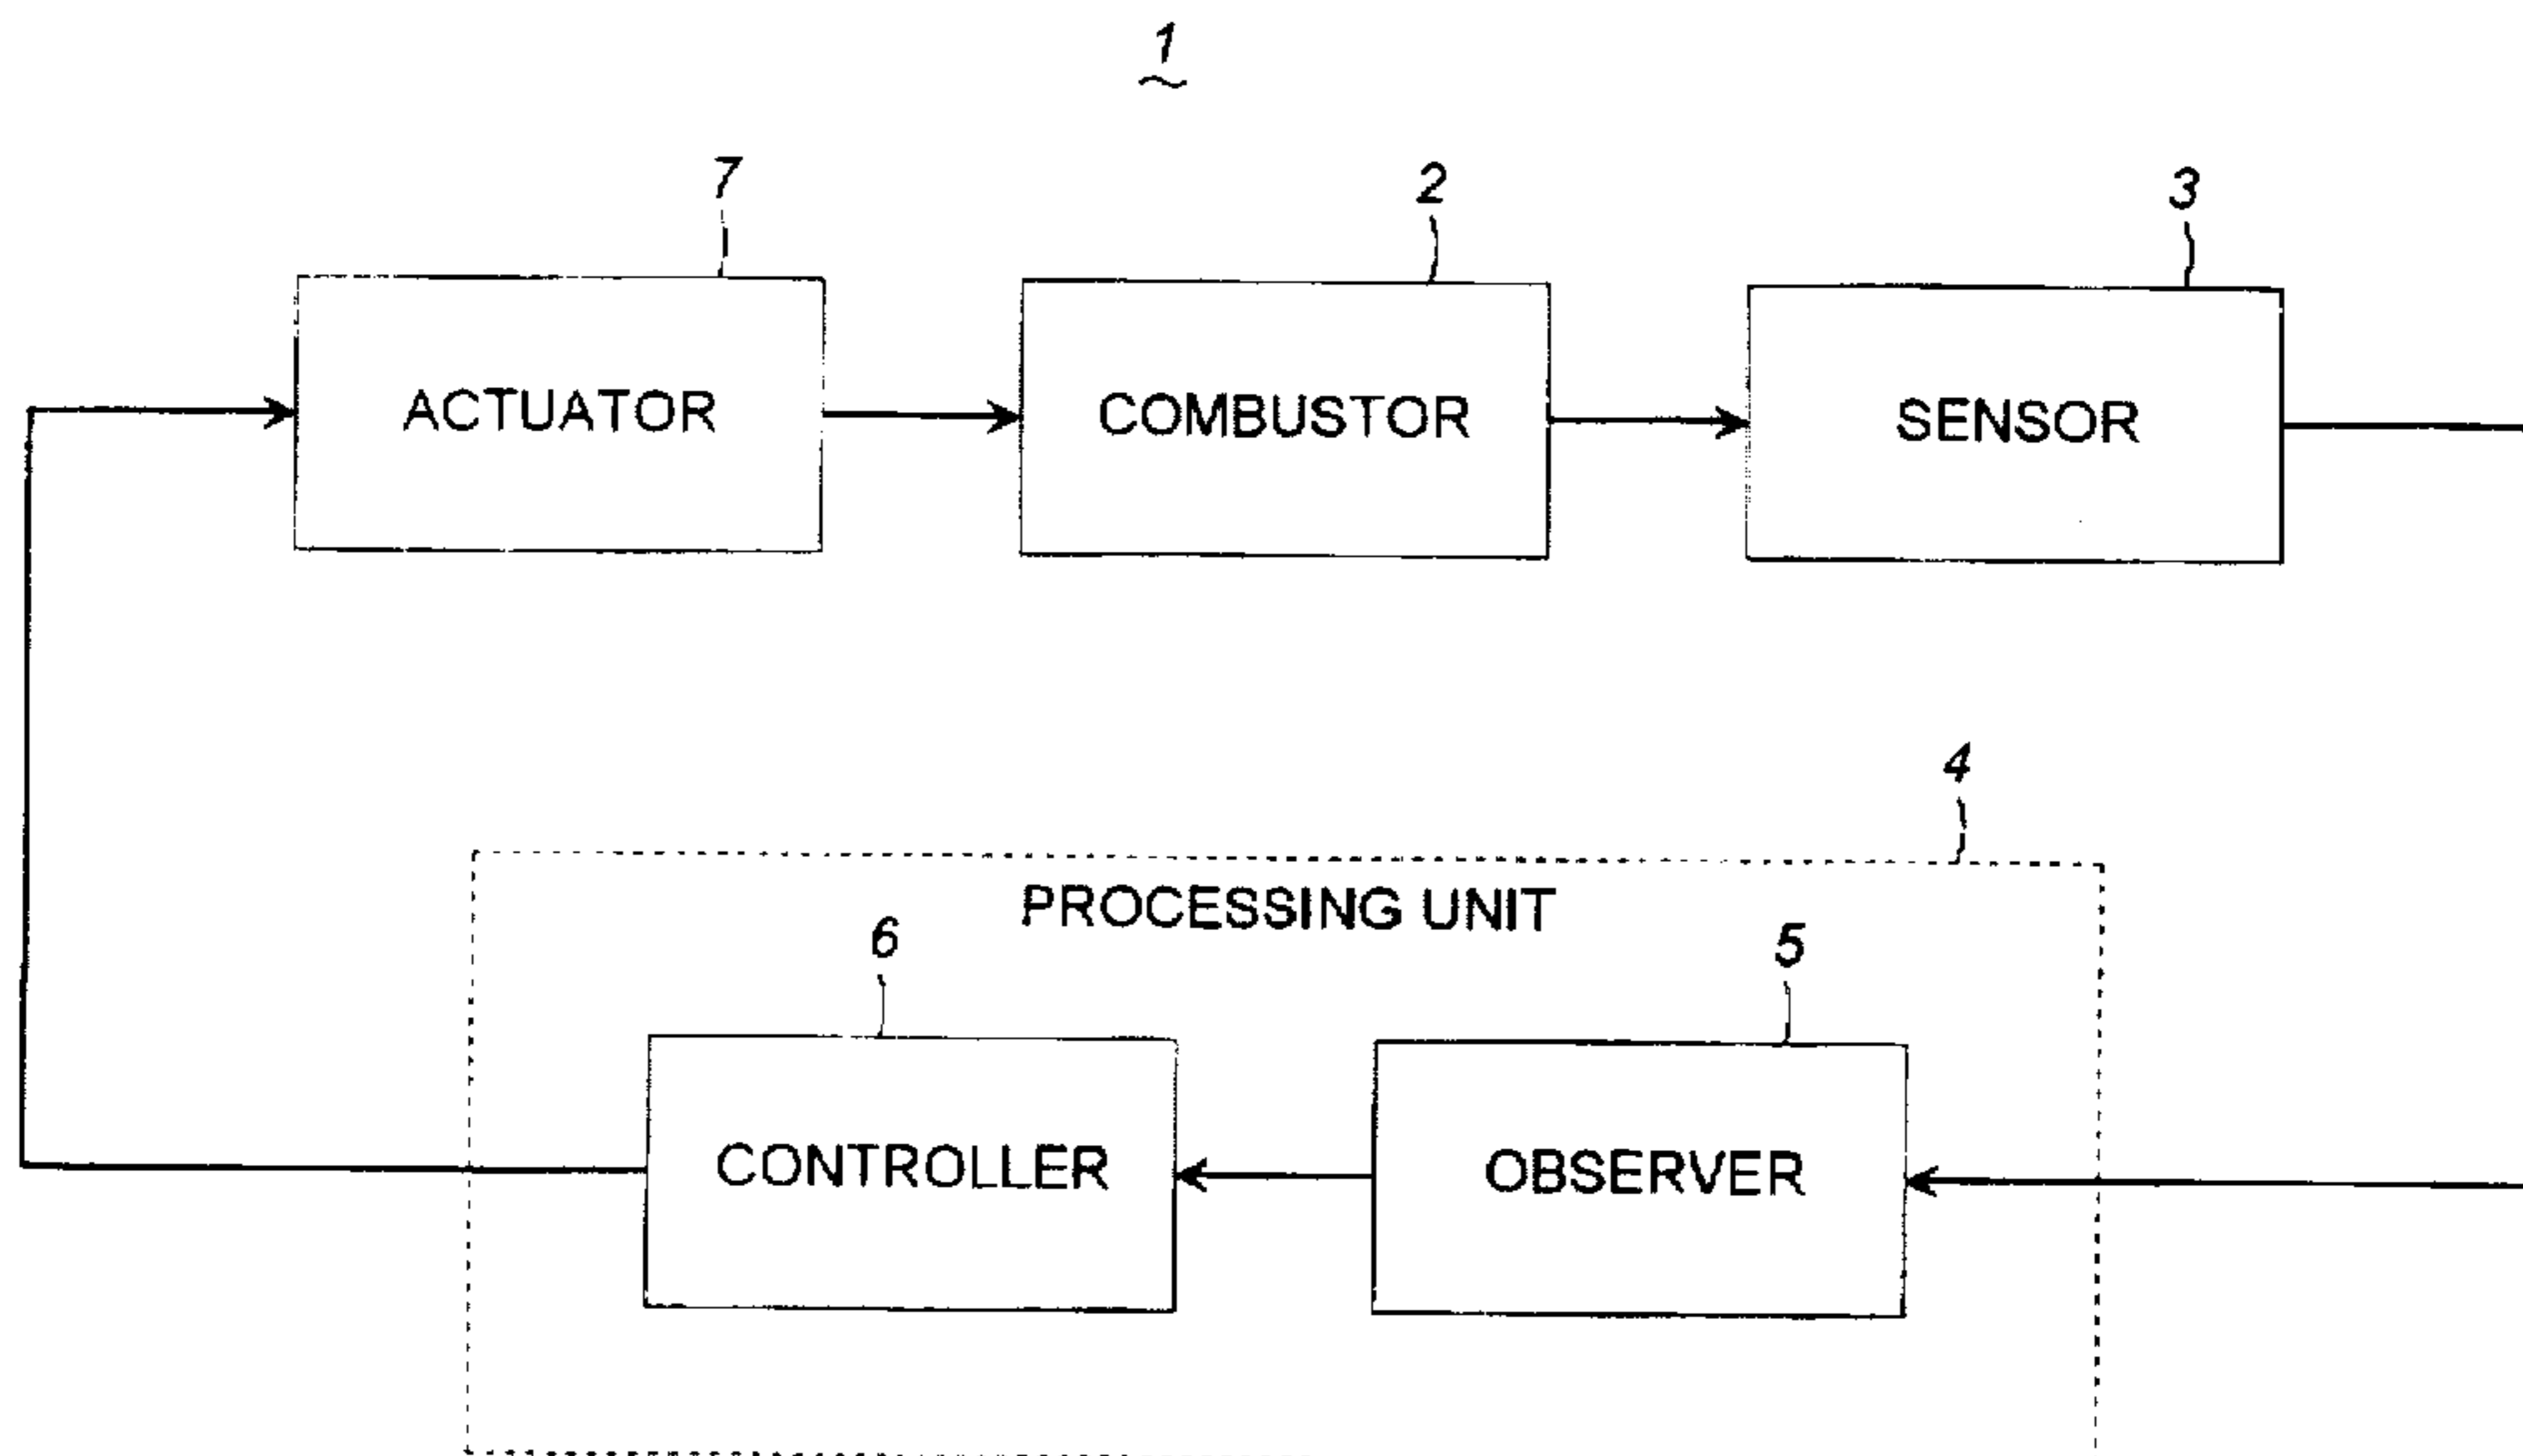 1
7
2
3
ACTUATOR
COMBUSTOR
SENSOR
4
PROCESSING UNIT
6
5
CONTROLLER
OBSERVER